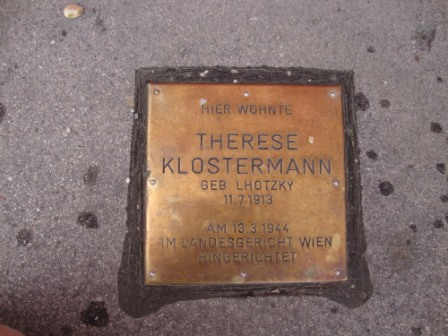 HIER WOHNTE
THERESE
KLOSTERMANN
GEB. LHOTZKY
11.7.1913
AM 13.3.1944
IM LANDESGERICHT WIEN
HINGERICHTET